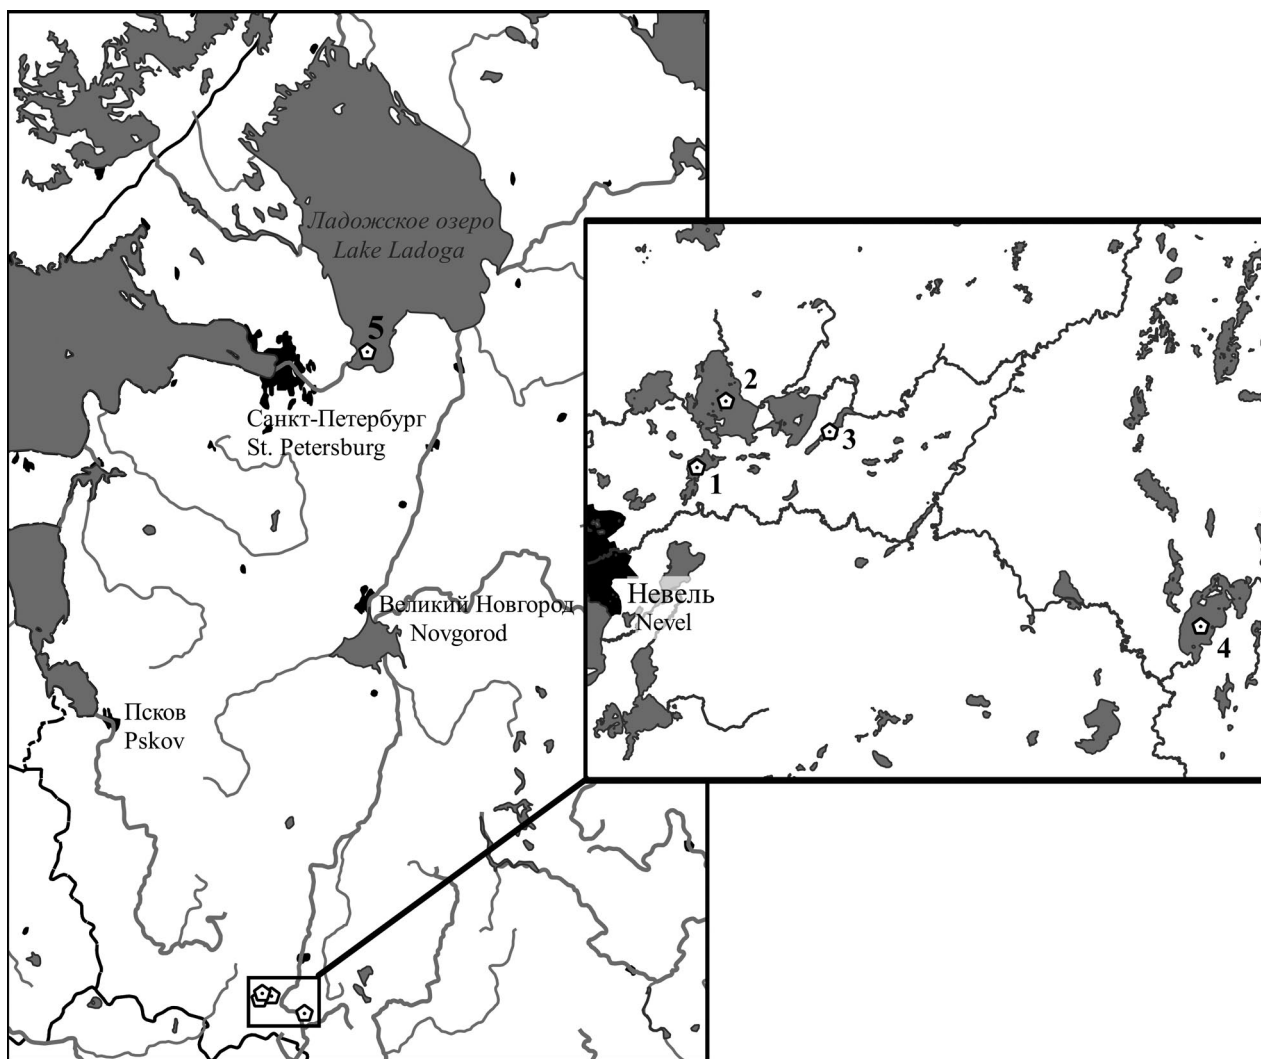 Ладожское озеро
Lake Ladoga
5
Санкт-Петербург
St. Petersburg
Великий Новгород
Novgorod
Псков
Pskov
2
3
1
Невель
Nevel
4